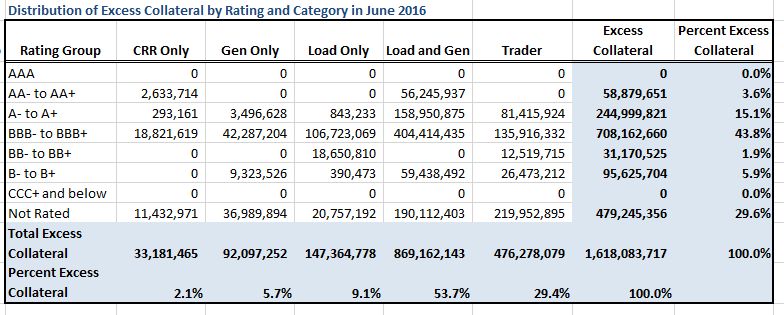 Distribution of Excess Collateral by Rating and Category in June 2016
Excess Percent Excess
Rating Group CRR Only Gen Only Load Only Load and Gen Trader Collateral Collateral
AAA 0 0 0 0 0 0 0.0%
AA- to AA+ 2,633,714 0 0 56,245,937 0 58,879,651 3.6%
A- to A+ 293,161 3,496,628 843,233 158,950,875 81,415,924 244,999,821 15.1%
BBB- to BBB+ 18,821,619 42,287,204 106,723,069 404,414,435 135,916,332 708,162,660 43.8%
BB- to BB+ 0 0 18,650,810 0 12,519,715 31,170,525 1.9%
B- to B+ 0 9,323,526 390,473 59,438,492 26,473,212 95,625,704 5.9%
CCC+ and below 0 0 0 0 0 0 0.0%
Not Rated 11,432,971 36,989,894 20,757,192 190,112,403 219,952,895 479,245,356 29.6%
Total Excess
Collateral 33,181,465 92,097,252 147,364,778 869,162,143 476,278,079 1,618,083,717 100.0%
Percent Excess
Collateral 2.1% 5.7% 9.1% 53.7% 29.4% 100.0%